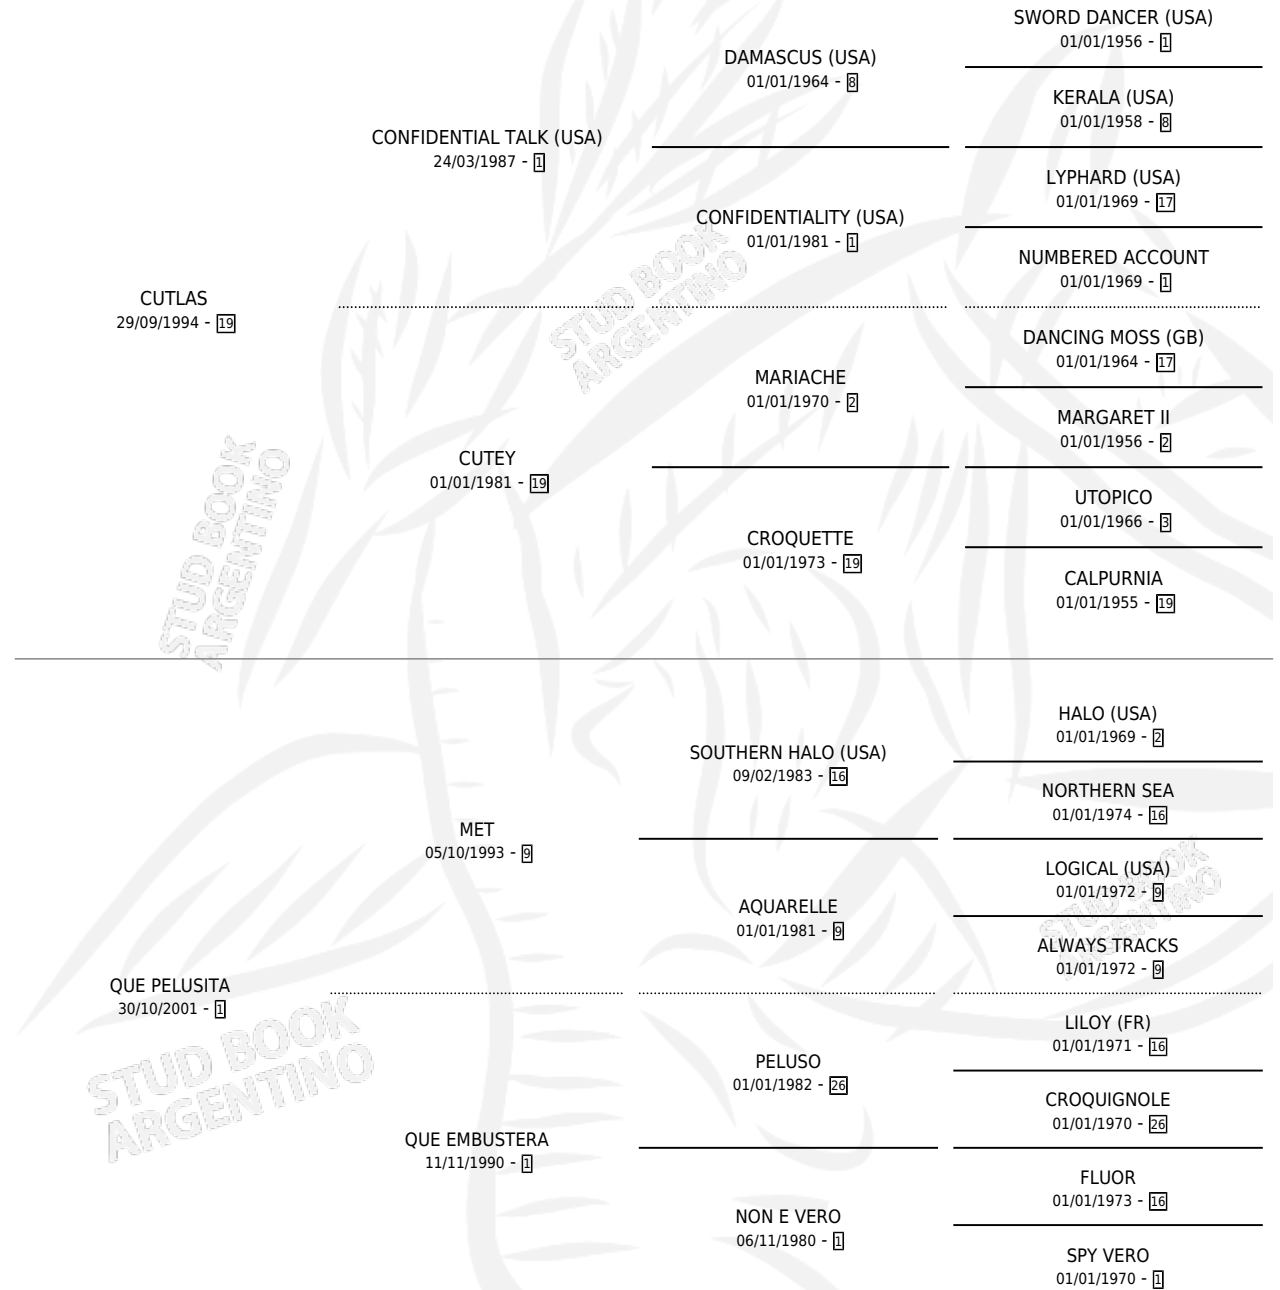 SWORD DANCER (USA)
01/01/1956 - 1
DAMASCUS (USA)
01/01/1964 - 8
KERALA (USA)
01/01/1958 - 8
CONFIDENTIAL TALK (USA)
24/03/1987 - 1
LYPHARD (USA)
01/01/1969 - 17
CONFIDENTIALITY (USA)
01/01/1981 - 1
NUMBERED ACCOUNT
01/01/1969 - 1
STUD BOOK
ARGENTINO
CUTLAS
29/09/1994 - 19
DANCING MOSS (GB)
01/01/1964 - 17
MARIACHE
01/01/1970 - 2
MARGARET II
01/01/1956 - 2
CUTEY
01/01/1981 - 19
UTOPICO
01/01/1966 - 3
CROQUETTE
01/01/1973 - 19
CALPURNIA
01/01/1955 - 19
STUD BOOK
ARGENTINO
HALO (USA)
01/01/1969 - 2
SOUTHERN HALO (USA)
09/02/1983 - 16
NORTHERN SEA
01/01/1974 - 16
MET
05/10/1993 - 9
LOGICAL (USA)
01/01/1972 - 9
AQUARELLE
01/01/1981 - 9
STUD BOOK
ARGENTINO
ALWAYS TRACKS
01/01/1972 - 9
QUE PELUSITA
30/10/2001 - 1
LILOY (FR)
01/01/1971 - 16
PELUSO
01/01/1982 - 26
STUD BOOK
ARGENTINO
CROQUIGNOLE
01/01/1970 - 26
QUE EMBUSTERA
11/11/1990 - 1
FLUOR
01/01/1973 - 16
NON E VERO
06/11/1980 - 1
SPY VERO
01/01/1970 - 1